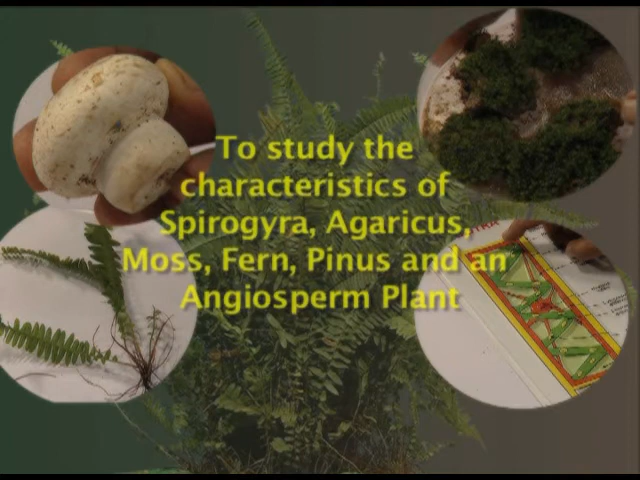 To study the
characteristics of
Spirogyra, Agaricus,
Moss, Fern, Pinus and an
Angiosperm Plant